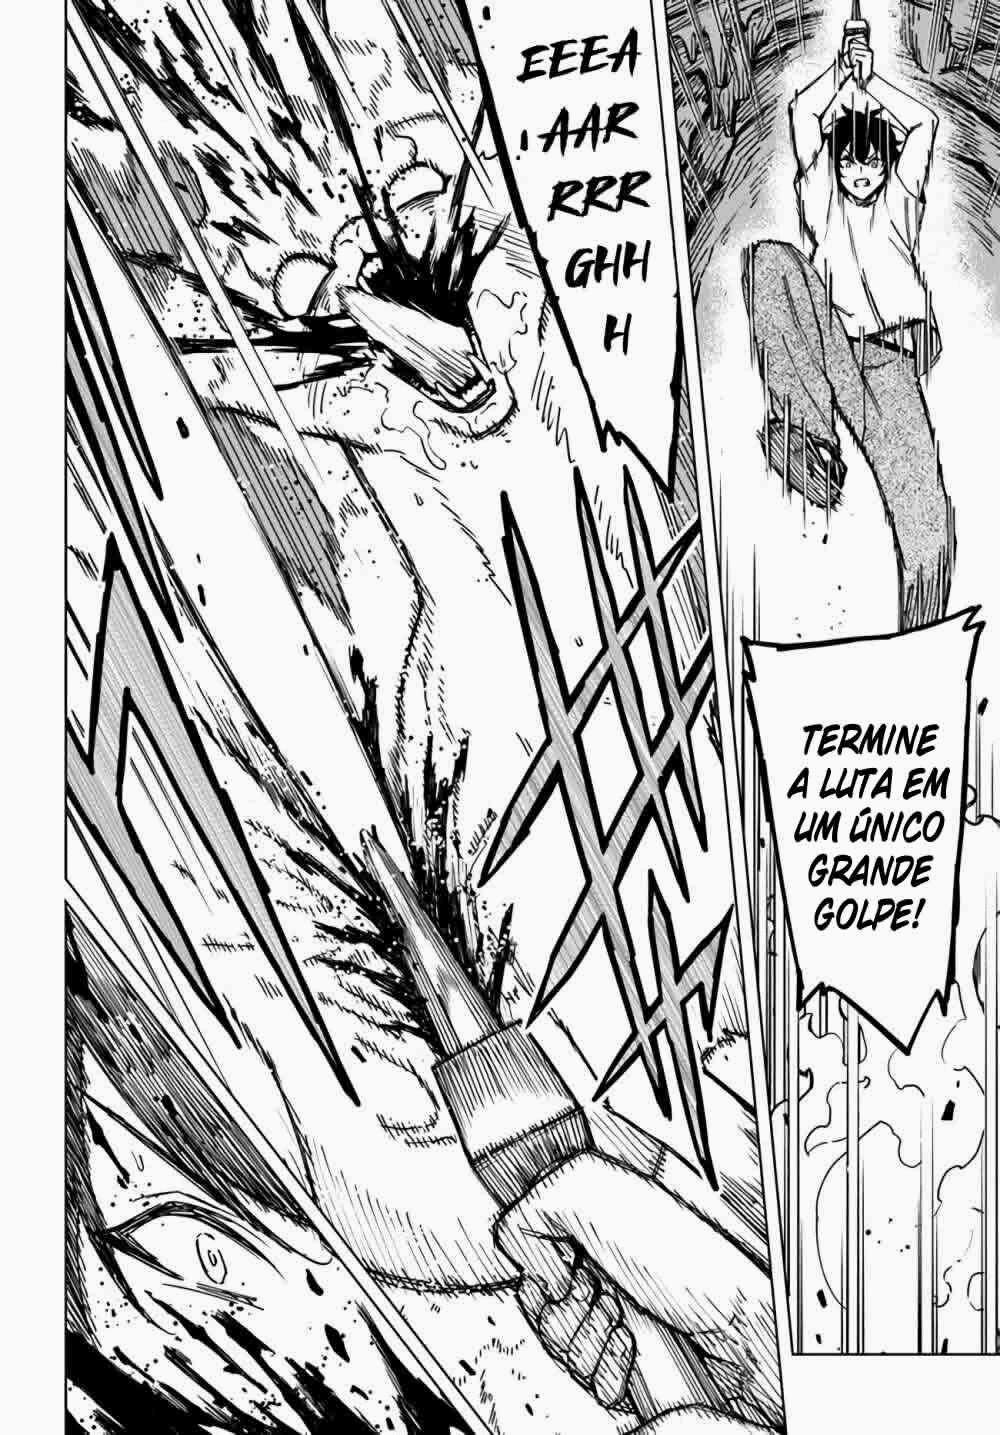 TERMINE
A LUTA EM
UM ÚNICO
GRANDE
GOLPE!
EEEA
AAR
RRR
GHH
H